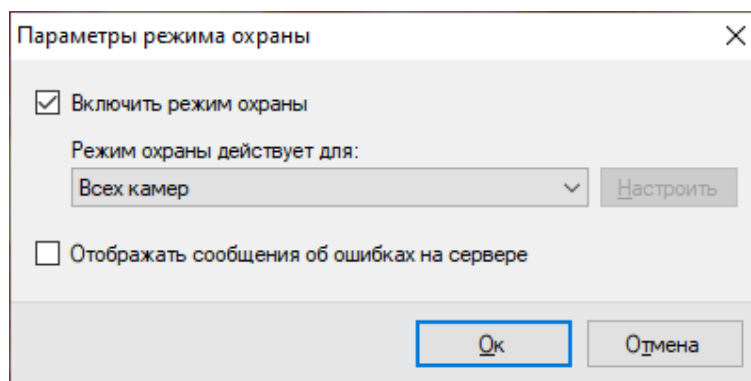 Параметры режима охраны
Включить режим охраны
Режим охраны действует для:
Всех камер
Настроить
Отображать сообщения об ошибках на сервере
Ок
Отмена